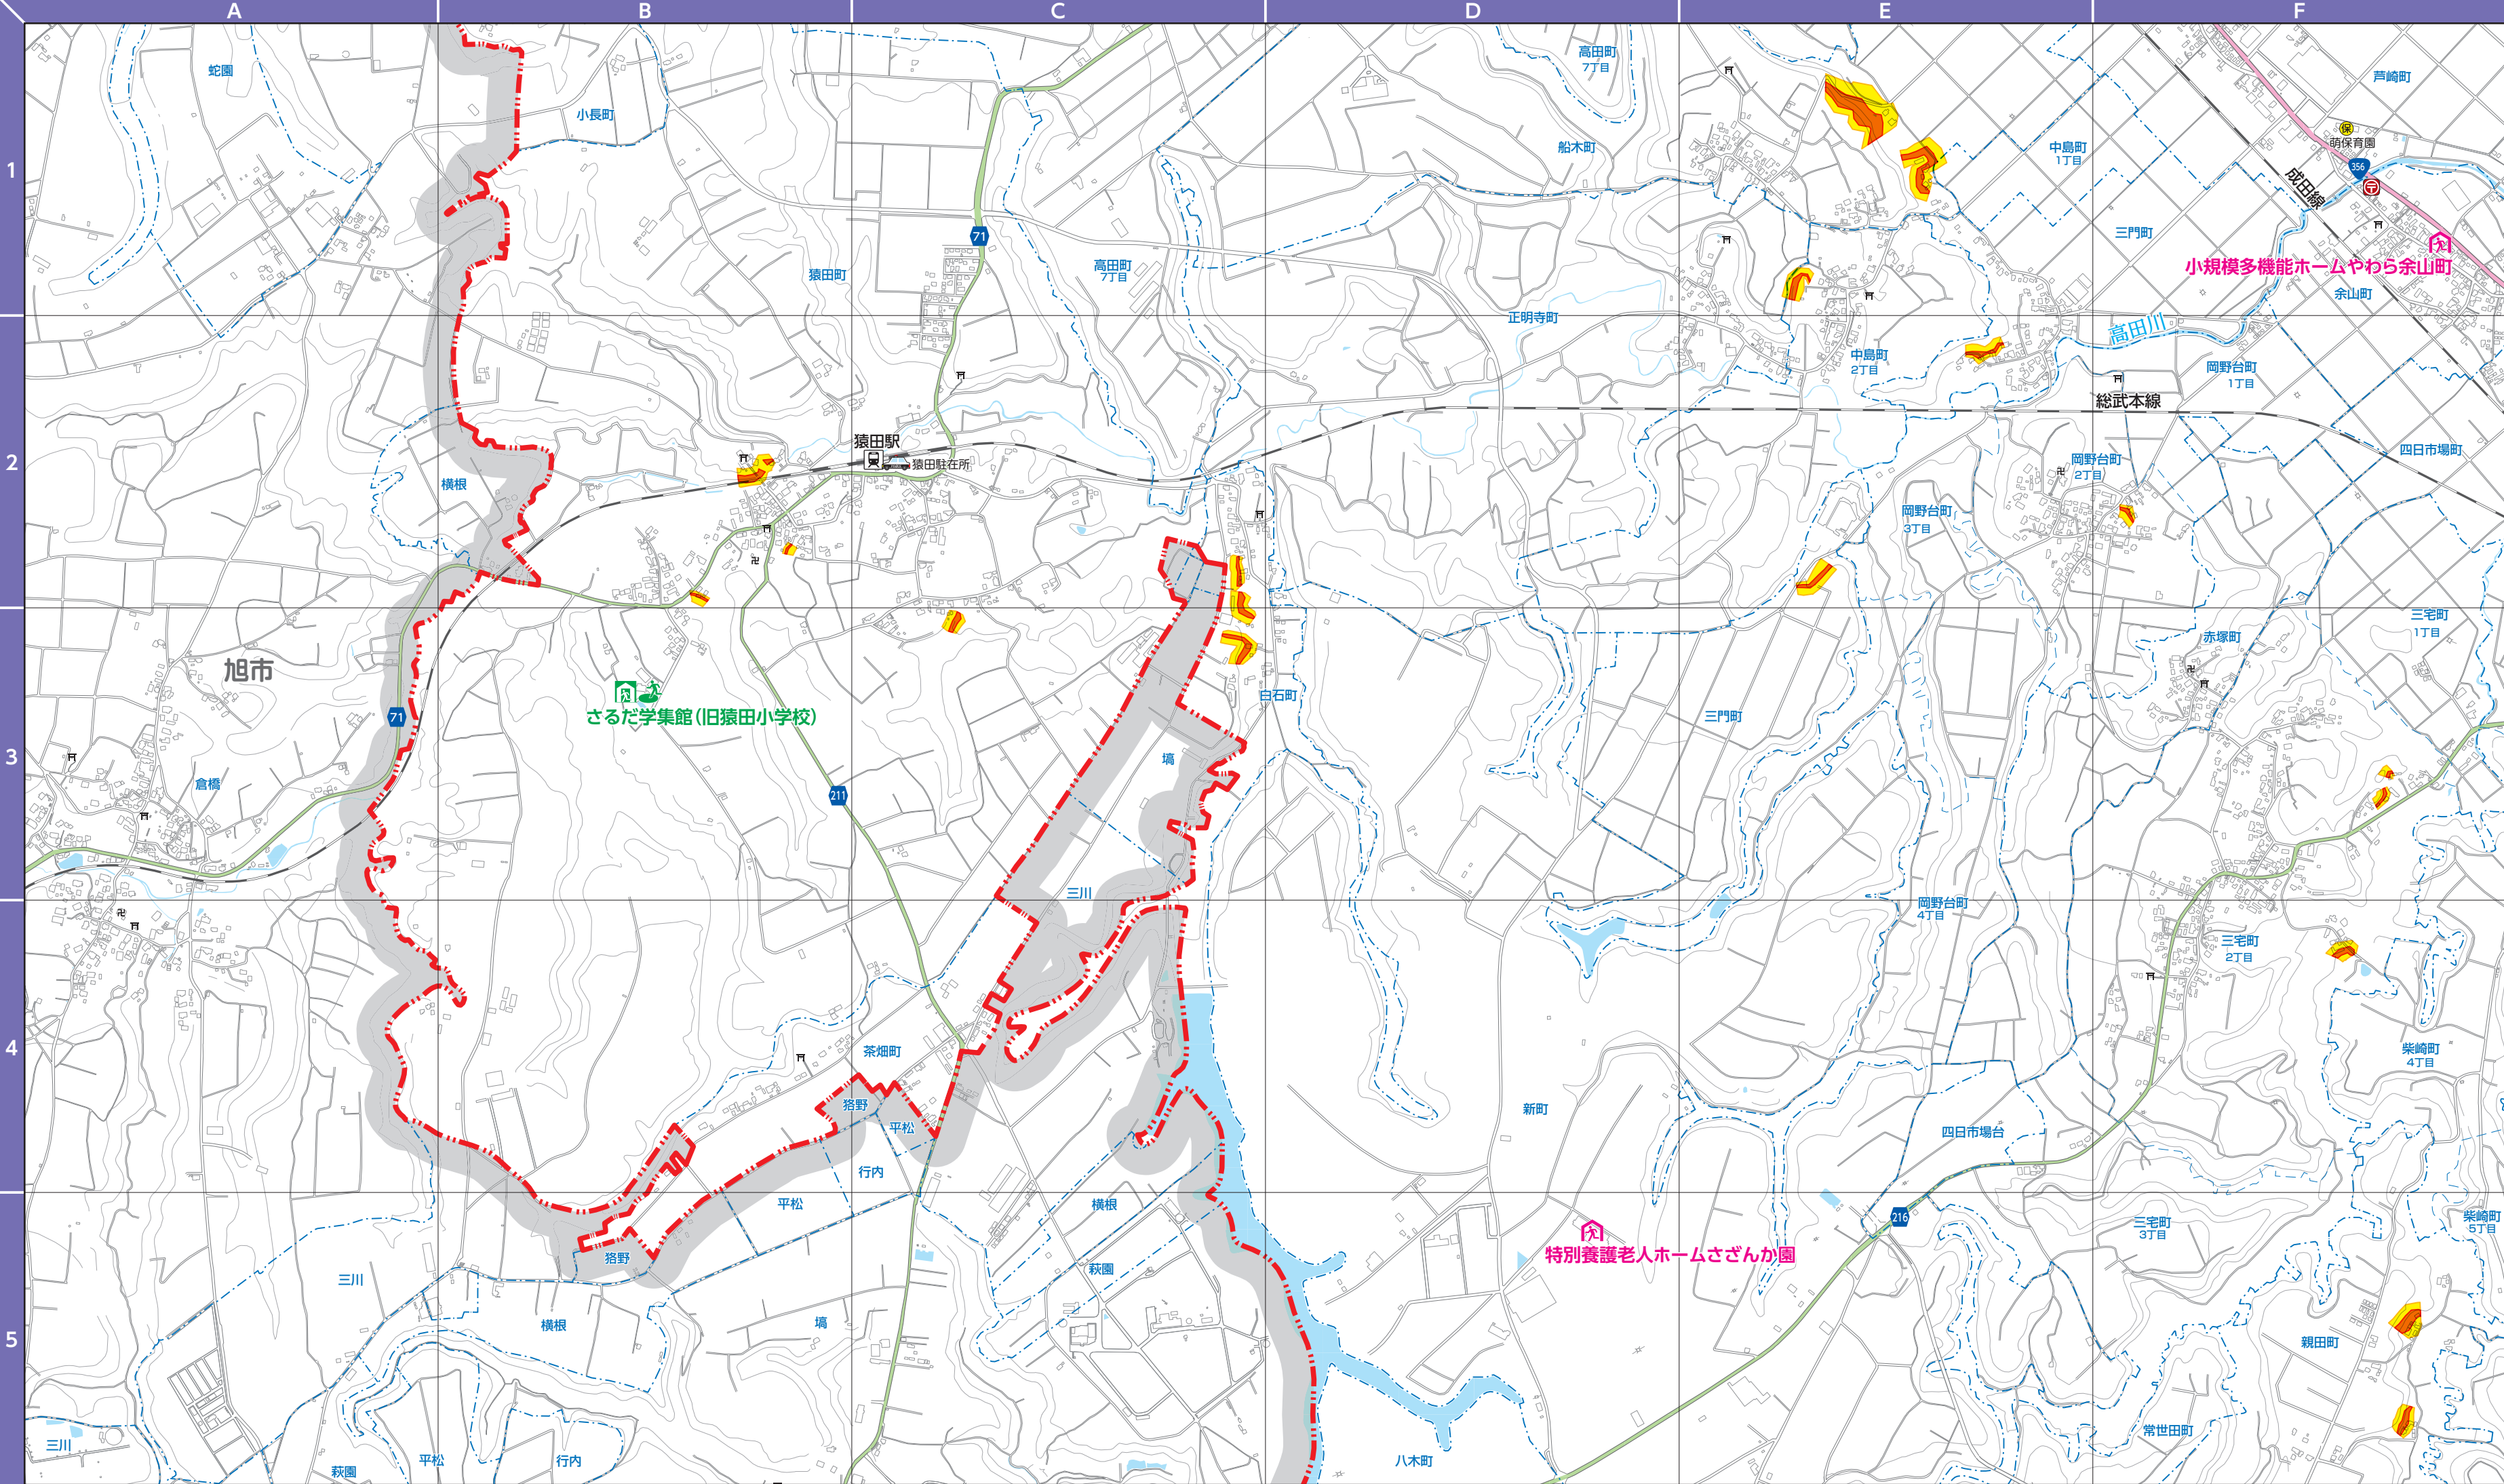 A
B
C
D
E
F
1
2
3
4
5
蛇園
小長町
高田町
7丁目
芦崎町
保
萌保育園
船木町
中島町
1丁目
356
成田線
71
猿田町
高田町
7丁目
三門町
小規模多機能ホームやわら余山町
余山町
正明寺町
高田川
中島町
2丁目
岡野台町
1丁目
総武本線
猿田駅
猿田駐在所
四日市場町
横根
岡野台町
2丁目
岡野台町
3丁目
三宅町
1丁目
赤塚町
旭市
さるだ学集館(旧猿田小学校)
白石町
三門町
71
塙
倉橋
211
三川
岡野台町
4丁目
三宅町
2丁目
茶畑町
柴崎町
4丁目
狢野
平松
新町
四日市場台
行内
平松
横根
216
三宅町
3丁目
柴崎町
5丁目
特別養護老人ホームさざんか園
狢野
萩園
三川
横根
塙
親田町
三川
平松
行内
萩園
八木町
常世田町